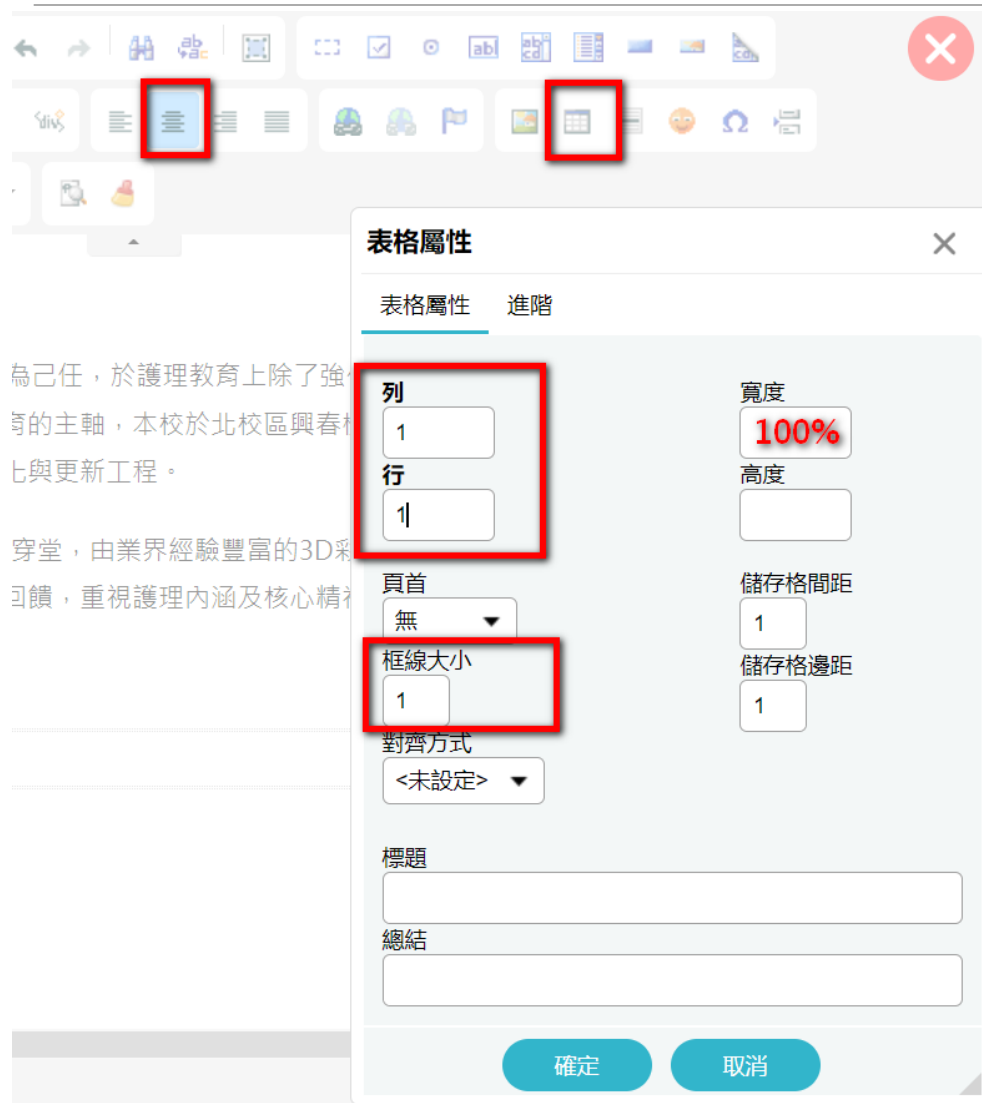 表格屬性
表格屬性 進階
為己任，於護理教育上除了強
育的主軸，本校於北校區興春
化與更新工程。
穿堂，由業界經驗豐富的3D彩
回饋，重視護理內涵及核心精神
列
1
行
1
寬度
100%
高度
頁首
無
框線大小
1
對齊方式
<未設定>
儲存格間距
1
儲存格邊距
1
標題
總結
確定 取消